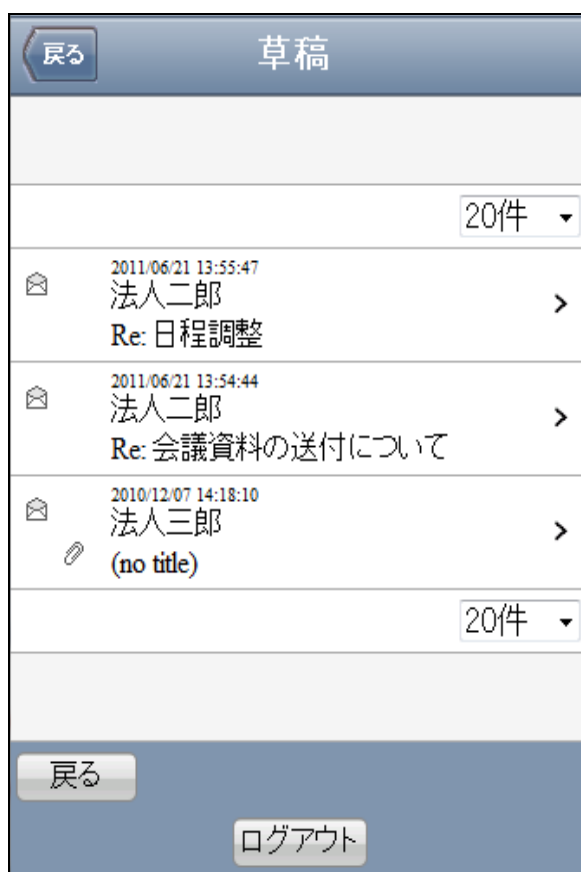 戻る
草稿
20件
2011/06/21 13:55:47
法人二郎
Re: 日程調整
2011/06/21 13:54:44
法人二郎
Re: 会議資料の送付について
2010/12/07 14:18:10
法人三郎
(no title)
20件
戻る
ログアウト